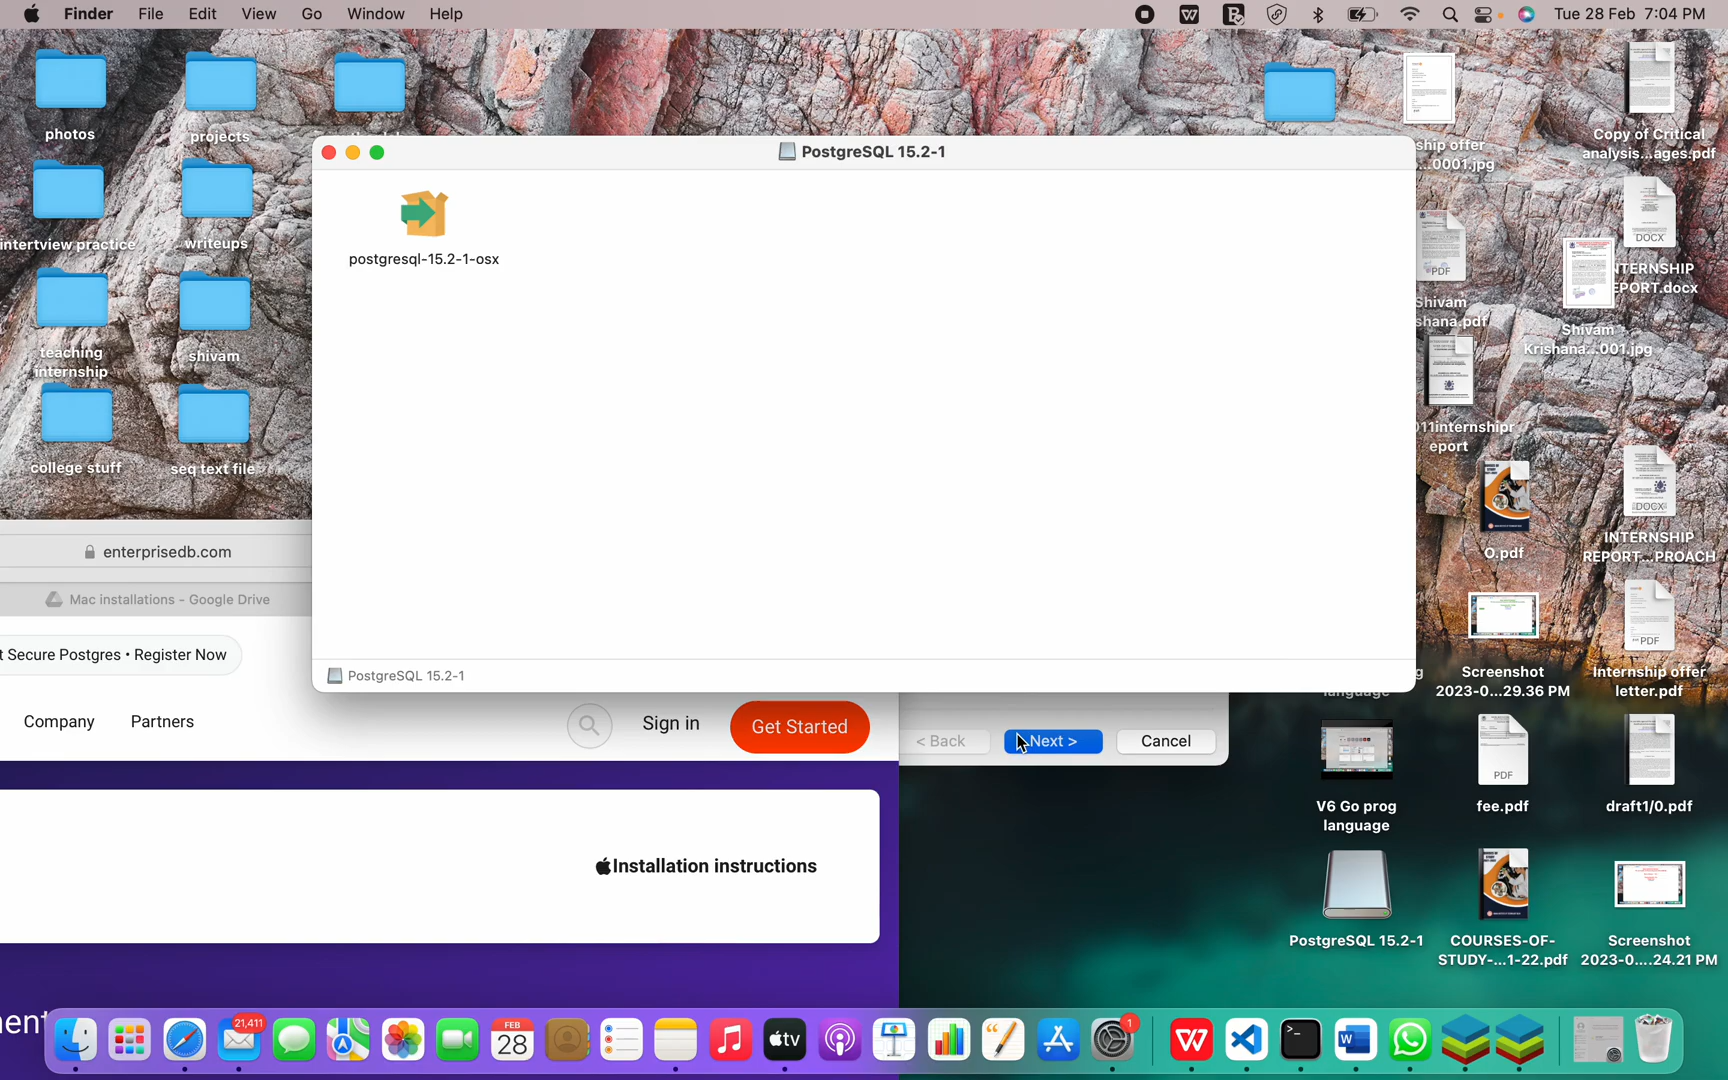 Finder File Edit View Go Window Help
Tue 28 Feb 7:04 PM
photos
projects
intertview practice
writeups
teaching
internship
shivam
college stuff
seq text file
PostgreSQL 15.2-1
postgresql-15.2-1-osx
PostgreSQL 15.2-1
ship offer
...0001.jpg
Copy of Critical
analysis...ages.pdf
PDF
DOCX
Shivam
shana.pdf
NTERNSHIP
EPORT.docx
Shivam
Krishana...001.jpg
011internshipr
eport
O.pdf
DOCX
INTERNSHIP
REPORT...PROACH
Screenshot
2023-0...29.36 PM
PDF
Internship offer
letter.pdf
language
g
V6 Go prog
language
PDF
fee.pdf
draft1/0.pdf
PostgreSQL 15.2-1
COURSES-OF-
STUDY-...1-22.pdf
Screenshot
2023-0....24.21 PM
enterprisedb.com
Mac installations - Google Drive
t Secure Postgres • Register Now
Company
Partners
Sign in
Get Started
< Back
Next >
Cancel
Installation instructions
ent
21,411
FEB
28
tv
1
W
>_
W